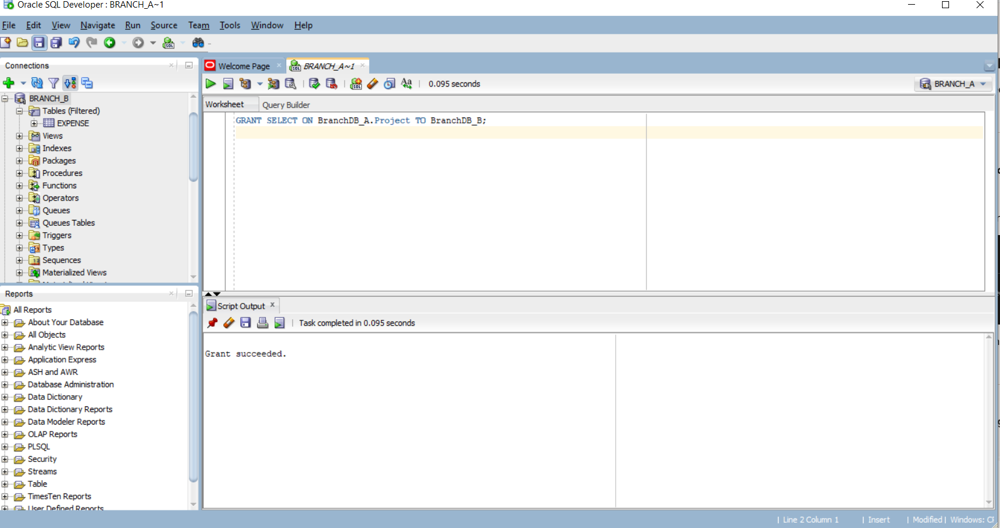 Oracle SQL Developer : BRANCH_A~1
File Edit View Navigate Run Source Team Tools Window Help
Connections
BRANCH_B
Tables (Filtered)
EXPENSE
Views
Indexes
Packages
Procedures
Functions
Operators
Queues
Queues Tables
Triggers
Types
Sequences
Materialized Views
Reports
All Reports
About Your Database
All Objects
Analytic View Reports
Application Express
ASH and AWR
Database Administration
Data Dictionary
Data Dictionary Reports
Data Modeler Reports
OLAP Reports
PLSQL
Security
Streams
Table
TimesTen Reports
User Defined Reports
Welcome Page BRANCH_A~1
0.095 seconds BRANCH_A
Worksheet Query Builder
GRANT SELECT ON BranchDB_A.Project TO BranchDB_B;
Script Output
Task completed in 0.095 seconds
Grant succeeded.
| Line 2 Column 1 | Insert | Modified | Windows: